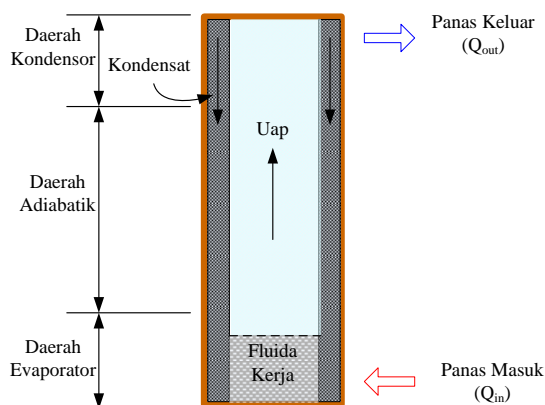 Daerah
Kondensor
Kondensat
Panas Keluar
(Qout)
Uap
Daerah
Adiabatik
Daerah
Evaporator
Fluida
Kerja
Panas Masuk
(Qin)